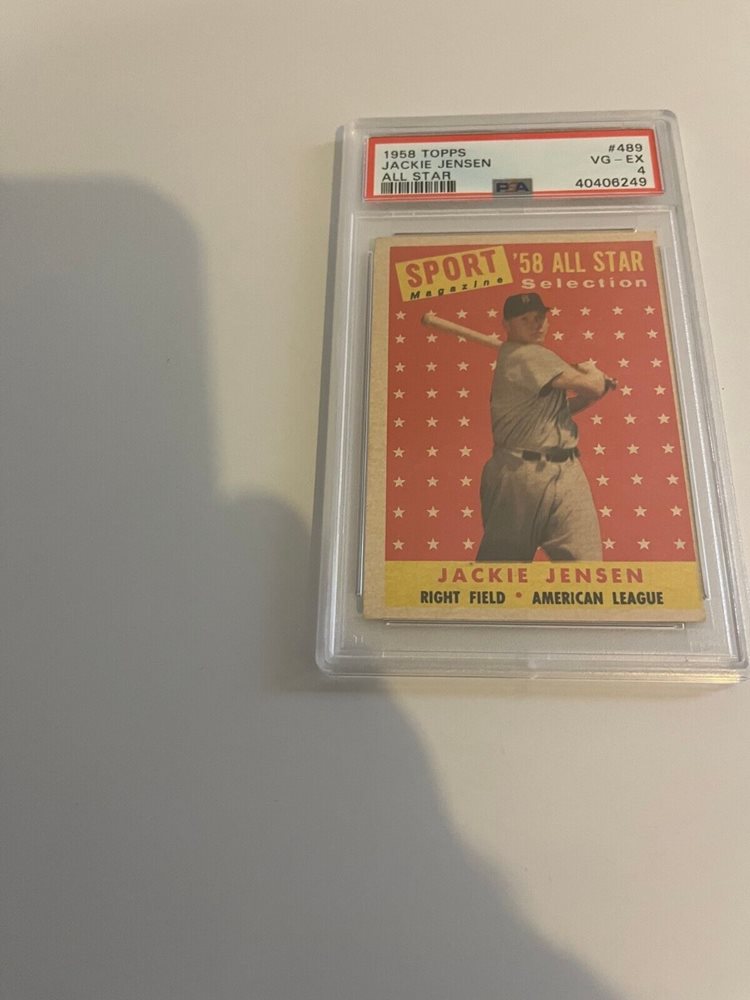 1958 TOPPS #489
JACKIE JENSEN VG-EX
ALL STAR 4
PSA 40406249
SPORT '58 ALL STAR
Magazine Selection
B
JACKIE JENSEN
RIGHT FIELD • AMERICAN LEAGUE